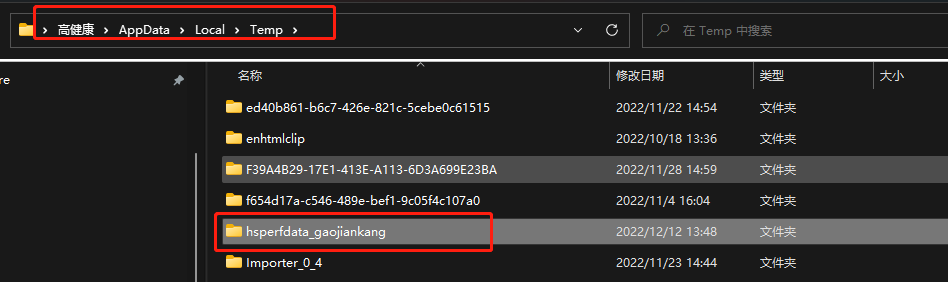 高健康 > AppData > Local > Temp > 在 Temp 中搜索
名称 修改日期 类型 大小
re
ed40b861-b6c7-426e-821c-5cebe0c61515 2022/11/22 14:54 文件夹
enhtmlclip 2022/10/18 13:36 文件夹
F39A4B29-17E1-413E-A113-6D3A699E23BA 2022/11/28 14:59 文件夹
f654d17a-c546-489e-bef1-9c05f4c107a0 2022/11/4 16:04 文件夹
hsperfdata_gaojiankang 2022/12/12 13:48 文件夹
Importer_0_4 2022/11/23 14:44 文件夹